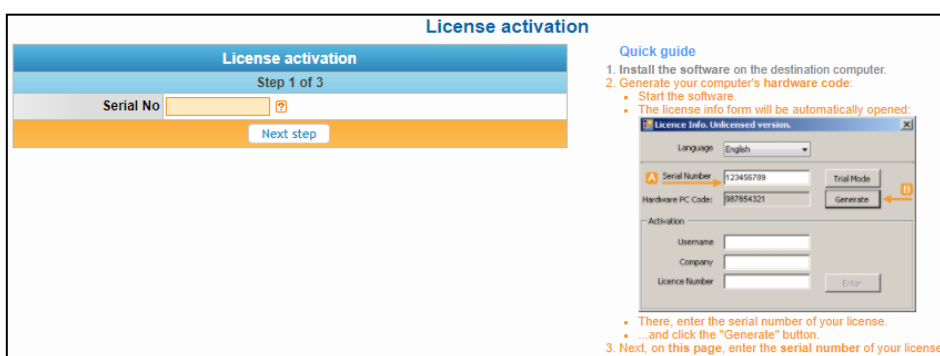 License activation
License activation
Step 1 of 3
Serial No
?
Next step
Quick guide
1. Install the software on the destination computer.
2. Generate your computer's hardware code:
Start the software.
The license info form will be automatically opened:
Licence Info. Unlicensed version.
Language English
A Serial Number 123456789 Trial Mode
B
Hardware PC Code: 987654321 Generate
Activation
Username
Company
Licence Number Enter
There, enter the serial number of your license.
...and click the "Generate" button.
3. Next, on this page, enter the serial number of your license